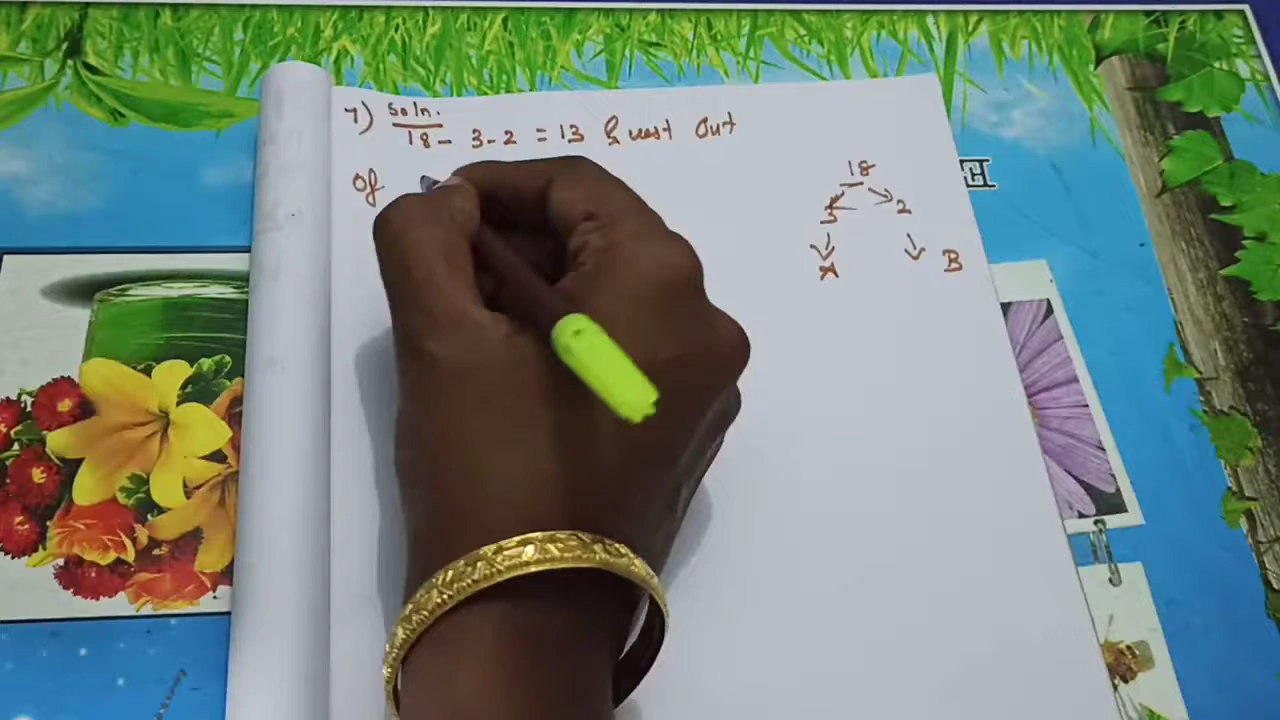 7) Soln.
18 - 3 - 2 = 13 Guest Out
Of
18
3 2
A B